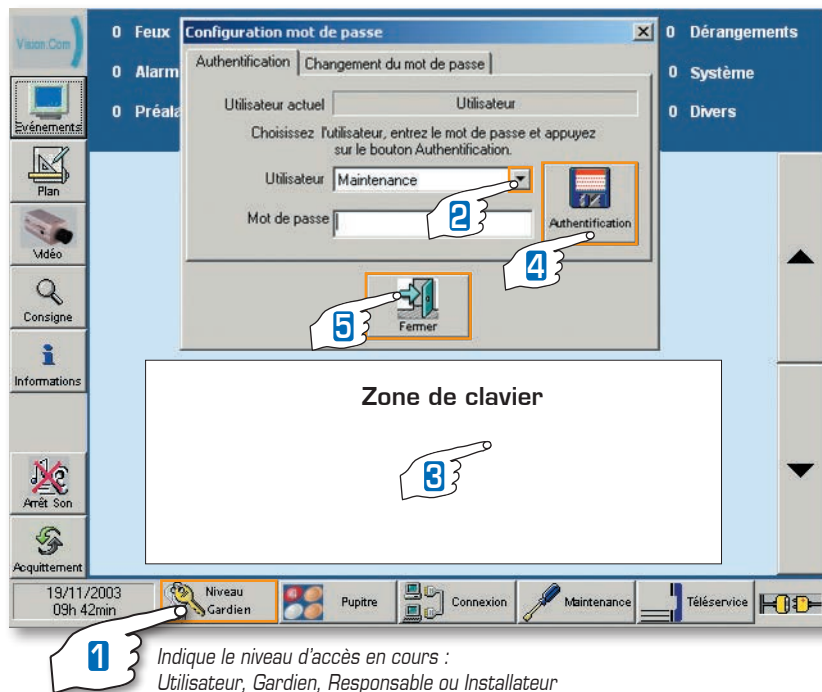 Vision:Com
0 Feux
0 Alarm
0 Préala
0 Dérangements
0 Système
0 Divers
Configuration mot de passe
Authentification
Changement du mot de passe
Utilisateur actuel
Utilisateur
Choisissez l'utilisateur, entrez le mot de passe et appuyez
sur le bouton Authentification.
Utilisateur
Maintenance
2
Mot de passe
Authentification
4
5
Fermer
Evénements
Plan
Vidéo
Consigne
Informations
Arrêt Son
Acquittement
Zone de clavier
3
19/11/2003
09h 42min
Niveau
Gardien
Pupitre
Connexion
Maintenance
Téléservice
1
Indique le niveau d'accès en cours :
Utilisateur, Gardien, Responsable ou Installateur